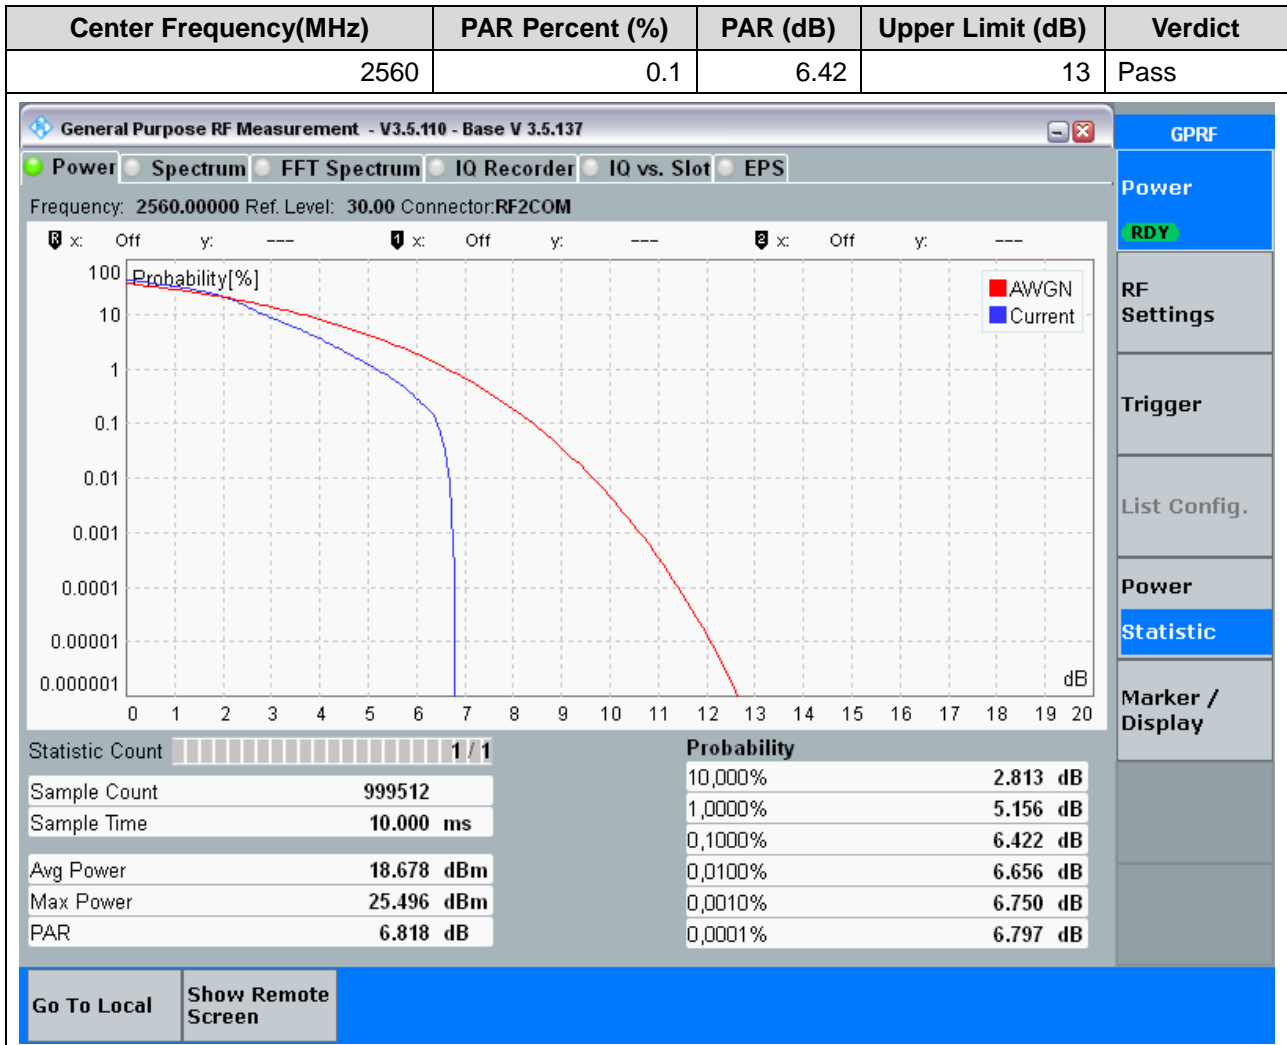 Center Frequency(MHz) PAR Percent (%) PAR (dB) Upper Limit (dB) Verdict
2560 0.1 6.42 13 Pass
General Purpose RF Measurement - V3.5.110 - Base V 3.5.137
GPRF
Power Spectrum FFT Spectrum IQ Recorder IQ vs. Slot EPS
Power
RDY
Frequency: 2560.00000 Ref. Level: 30.00 Connector:RF2COM
R x: Off y: --- 1 x: Off y: --- 2 x: Off y: ---
Probability[%]
AWGN
Current
100
10
1
0.1
0.01
0.001
0.0001
0.00001
0.000001
dB
0 1 2 3 4 5 6 7 8 9 10 11 12 13 14 15 16 17 18 19 20
RF
Settings
Trigger
List Config.
Power
Statistic
Marker /
Display
Statistic Count 1 / 1
Sample Count 999512
Sample Time 10.000 ms
Avg Power 18.678 dBm
Max Power 25.496 dBm
PAR 6.818 dB
Probability
10,000% 2.813 dB
1,0000% 5.156 dB
0,1000% 6.422 dB
0,0100% 6.656 dB
0,0010% 6.750 dB
0,0001% 6.797 dB
Go To Local
Show Remote
Screen